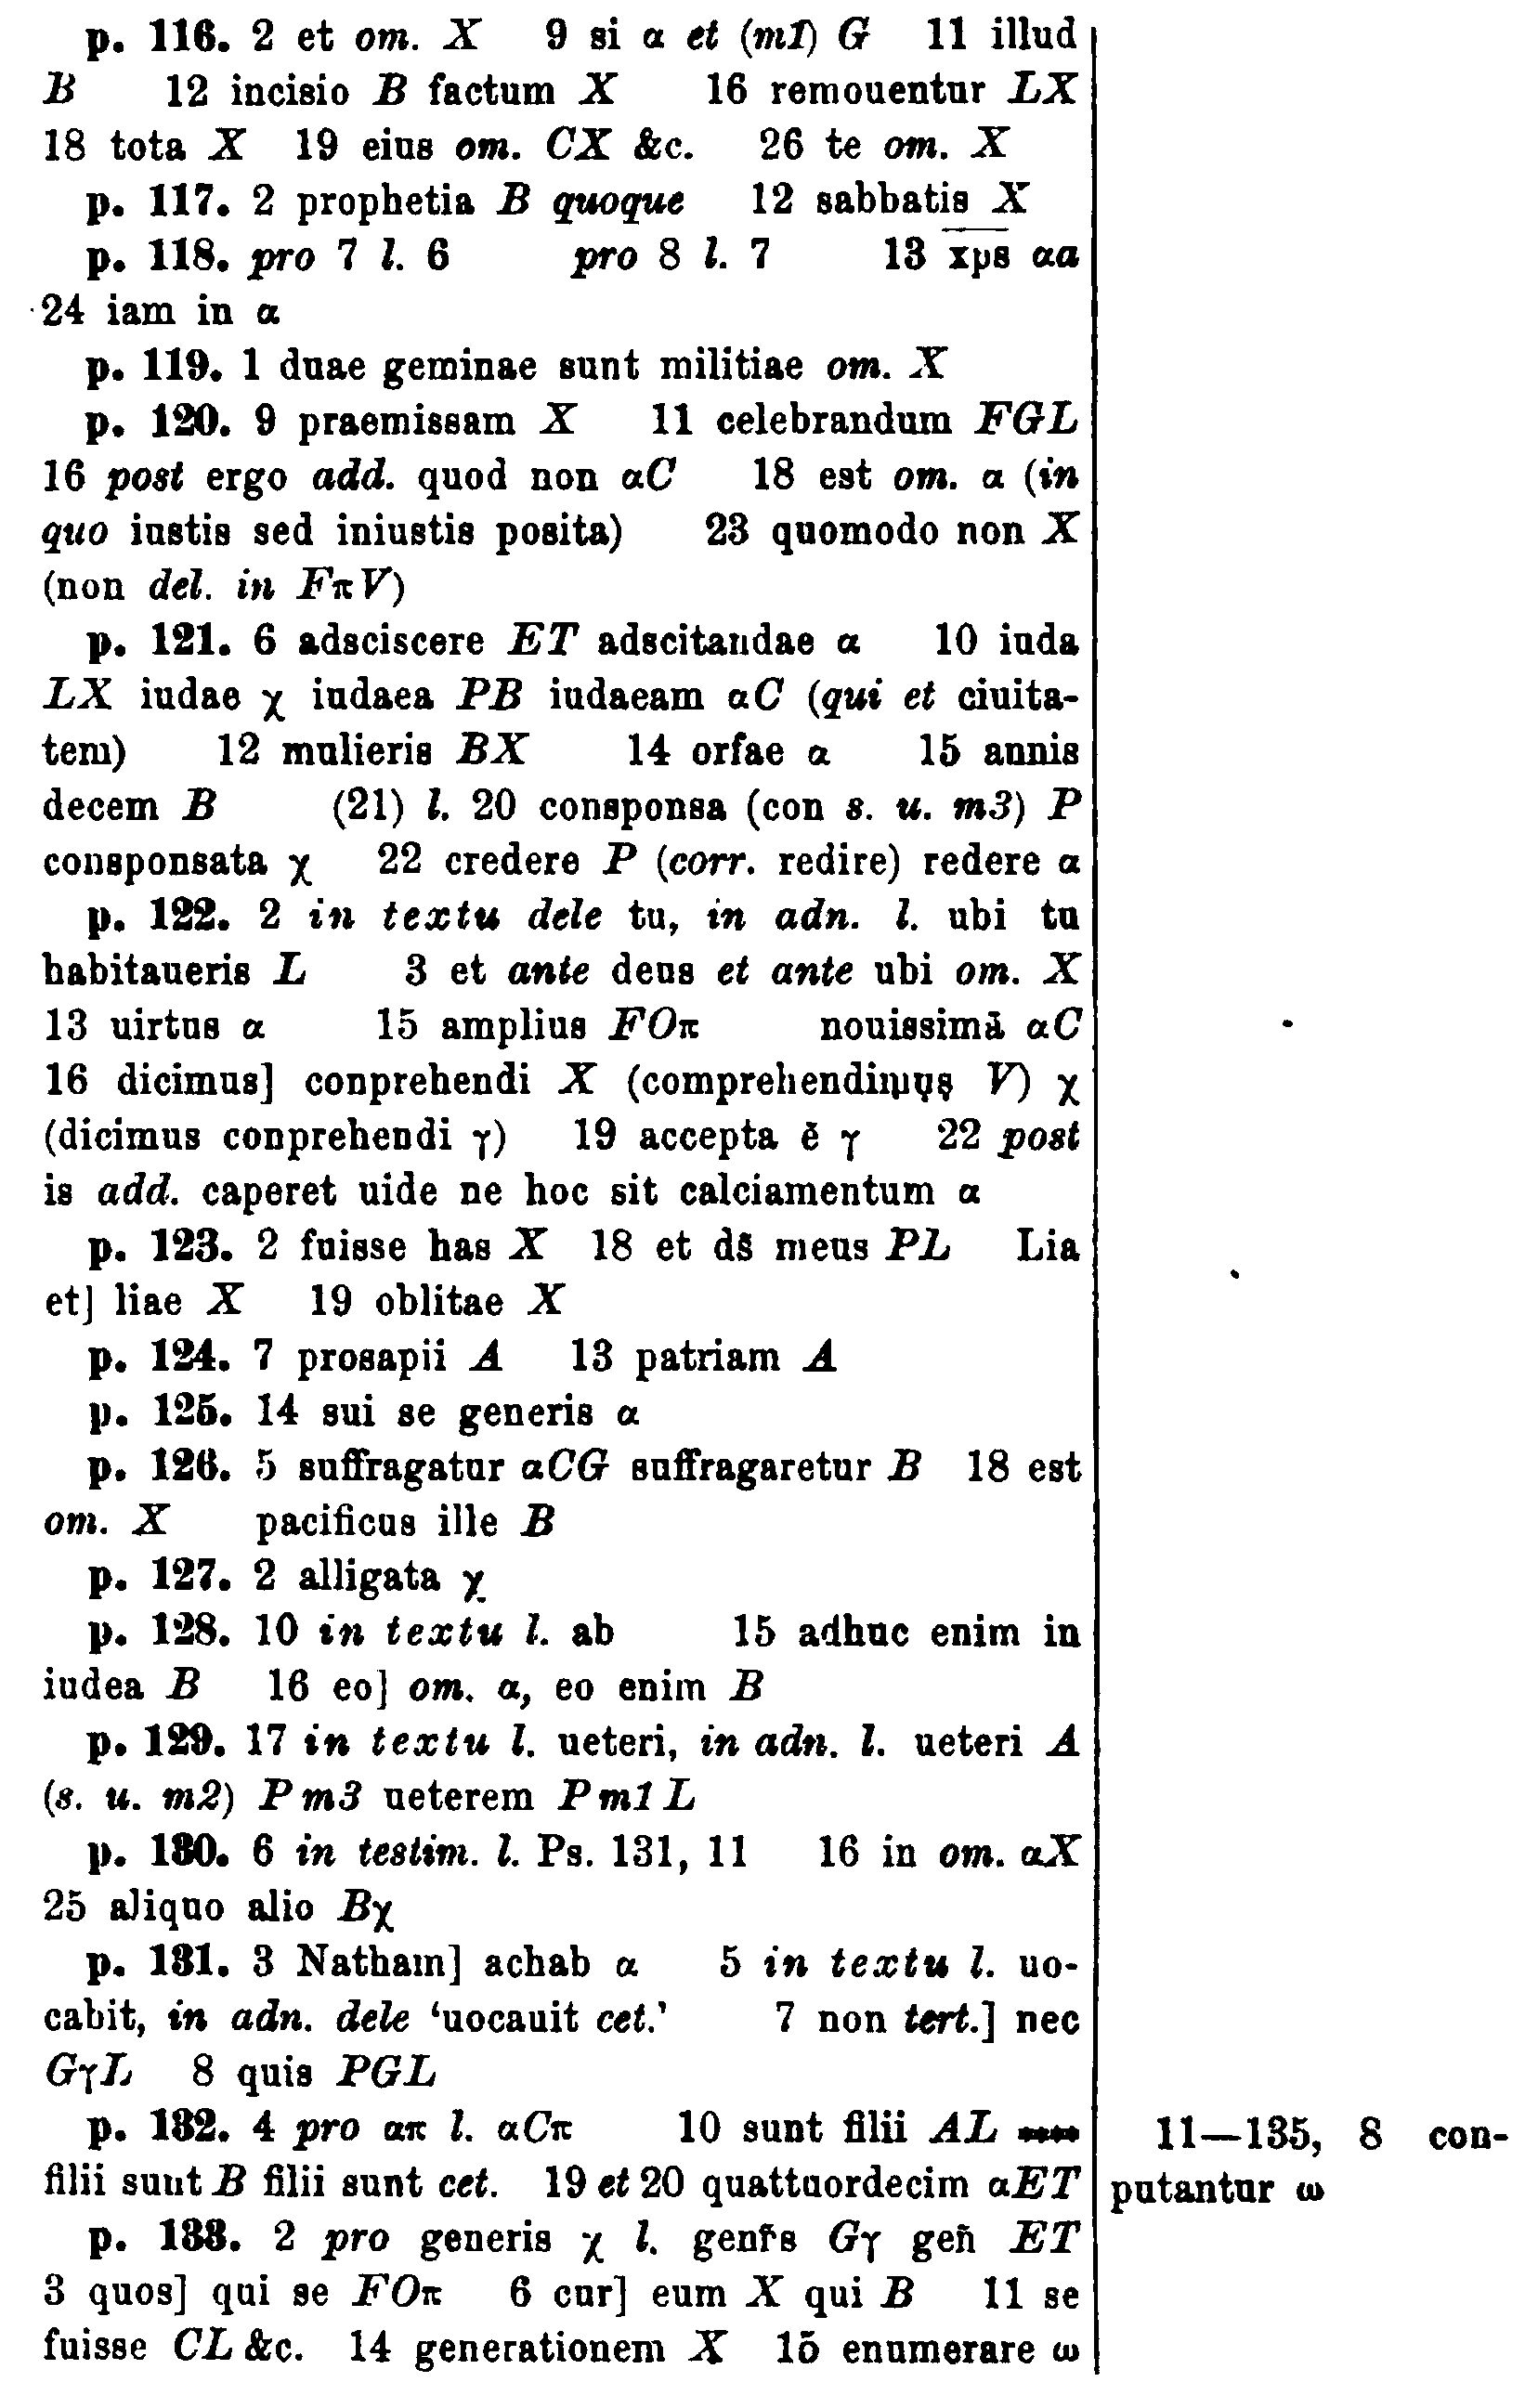 p. 116. 2 et om. X 9 si α et (m1) G 11 illud
B 12 incisio B factum X 16 remouentur LX
18 tota X 19 eius om. CX &c. 26 te om. X
p. 117. 2 prophetia B quoque 12 sabbatis X
p. 118. pro 7 l. 6 pro 8 l. 7 13 x̅p̅s̅ αa
24 iam in α
p. 119. 1 duae geminae sunt militiae om. X
p. 120. 9 praemissam X 11 celebrandum FGL
16 post ergo add. quod non αC 18 est om. α (in
quo iustis sed iniustis posita) 23 quomodo non X
(non del. in FπV)
p. 121. 6 adsciscere ET adscitandae α 10 iuda
LX iudae χ iudaea PB iudaeam αC (qui et ciuita-
tem) 12 mulieris BX 14 orfae α 15 annis
decem B (21) l. 20 consponsa (con s. u. m3) P
consponsata χ 22 credere P (corr. redire) redere α
p. 122. 2 in textu dele tu, in adn. l. ubi tu
habitaueris L 3 et ante deus et ante ubi om. X
13 uirtus α 15 amplius FOπ nouissimā αC
16 dicimus] conprehendi X (comprehendiṃụṣ V) χ
(dicimus conprehendi γ) 19 accepta ē γ 22 post
is add. caperet uide ne hoc sit calciamentum α
p. 123. 2 fuisse has X 18 et ds̄ meus PL Lia
et] liae X 19 oblitae X
p. 124. 7 prosapii A 13 patriam A
p. 125. 14 sui se generis α
p. 126. 5 suffragatur αCG suffragaretur B 18 est
om. X pacificus ille B
p. 127. 2 alligata χ
p. 128. 10 in textu l. ab 15 adhuc enim in
iudea B 16 eo] om. α, eo enim B
p. 129. 17 in textu l. ueteri, in adn. l. ueteri A
(s. u. m2) P m3 ueterem P m1 L
p. 130. 6 in testim. l. Ps. 131, 11 16 in om. αX
25 aliquo alio Bχ
p. 131. 3 Natham] achab α 5 in textu l. uo-
cabit, in adn. dele ‘uocauit cet.’ 7 non tert.] nec
GγL 8 quis PGL
p. 132. 4 pro απ l. αCπ 10 sunt filii AL ****
filii sunt B filii sunt cet. 19 et 20 quattuordecim αET
p. 133. 2 pro generis χ l. genr̄s Gγ gen̄ ET
3 quos] qui se FOπ 6 cur] eum X qui B 11 se
fuisse CL &c. 14 generationem X 15 enumerare ω
11—135, 8 con-
putantur ω